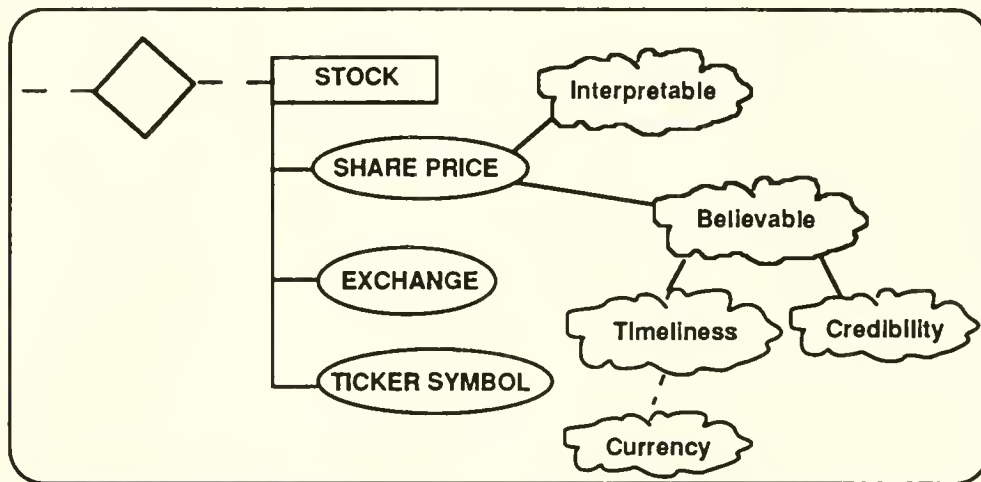 STOCK
Interpretable
SHARE PRICE
Believable
EXCHANGE
Timeliness
Credibility
TICKER SYMBOL
Currency